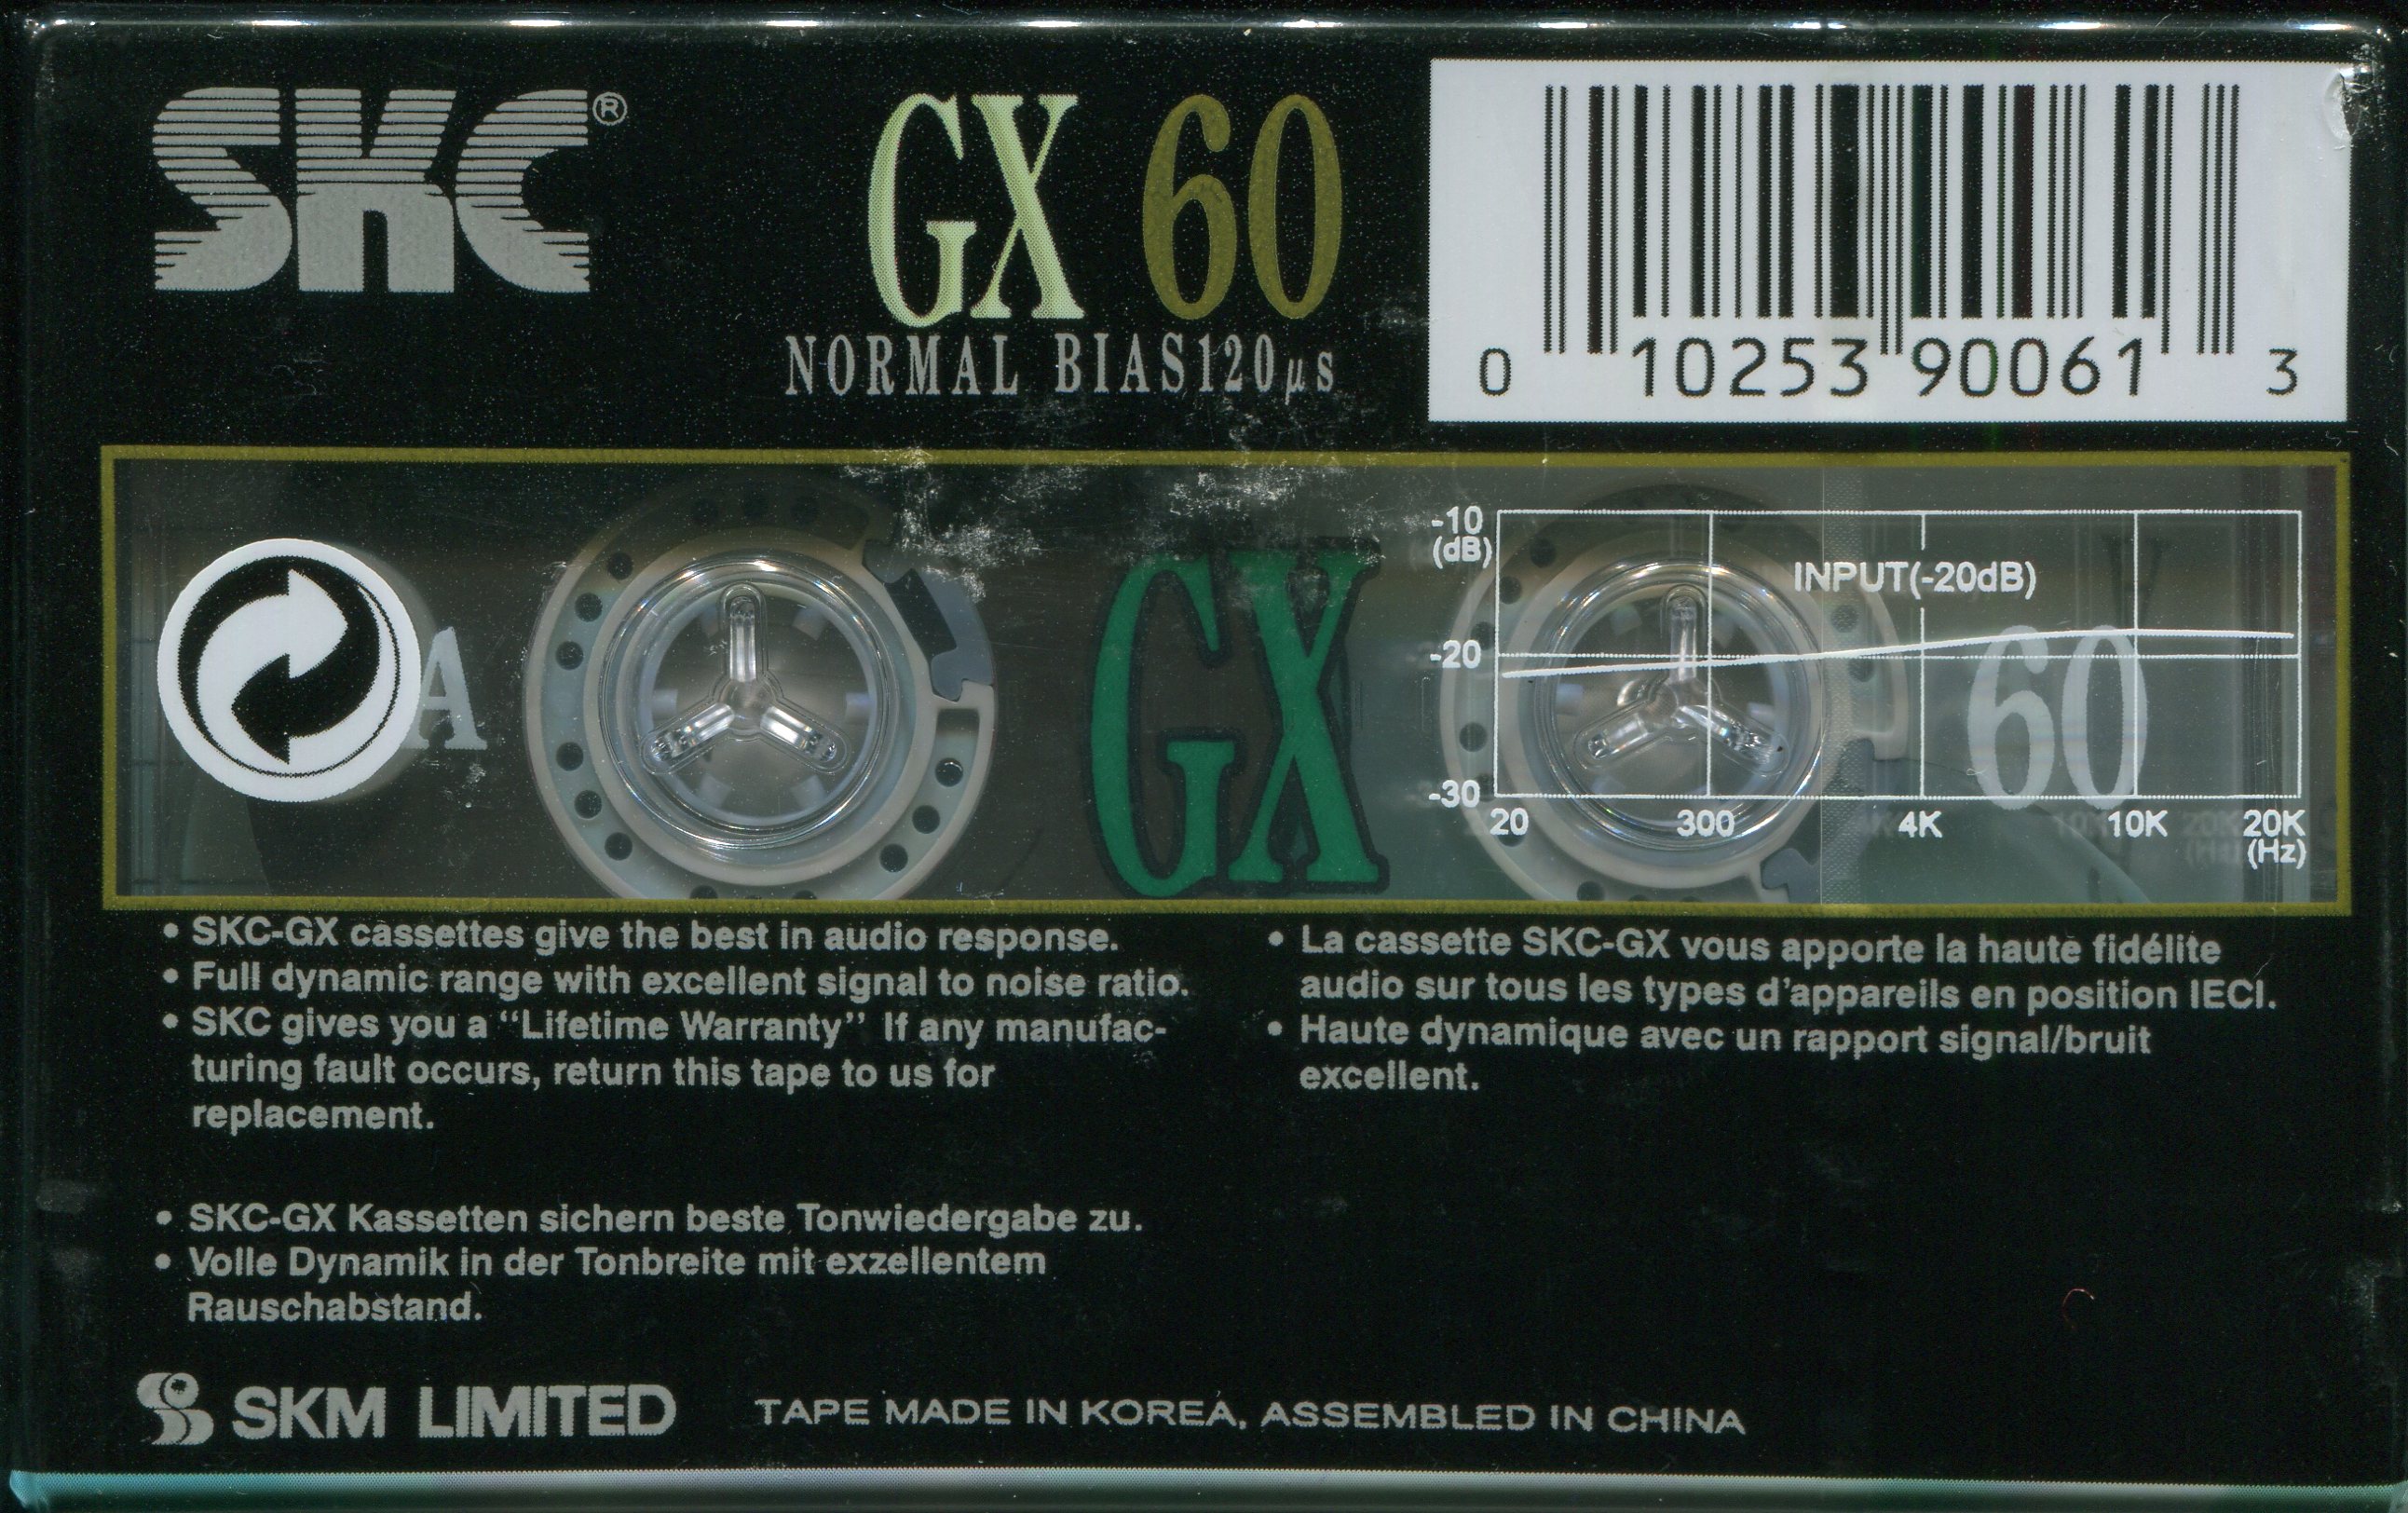 SKC®
GX 60
NORMAL BIAS 120μs
0 10253 90061 3
A
GX
60
-10
(dB)
INPUT(-20dB)
-20
-30
20 300 4K 10K 20K
(Hz)
• SKC-GX cassettes give the best in audio response.
• Full dynamic range with excellent signal to noise ratio.
• SKC gives you a “Lifetime Warranty” If any manufac-
turing fault occurs, return this tape to us for
replacement.
• La cassette SKC-GX vous apporte la haute fidélite
audio sur tous les types d'appareils en position IECI.
• Haute dynamique avec un rapport signal/bruit
excellent.
• SKC-GX Kassetten sichern beste Tonwiedergabe zu.
• Volle Dynamik in der Tonbreite mit exzellentem
Rauschabstand.
SKM LIMITED
TAPE MADE IN KOREA, ASSEMBLED IN CHINA